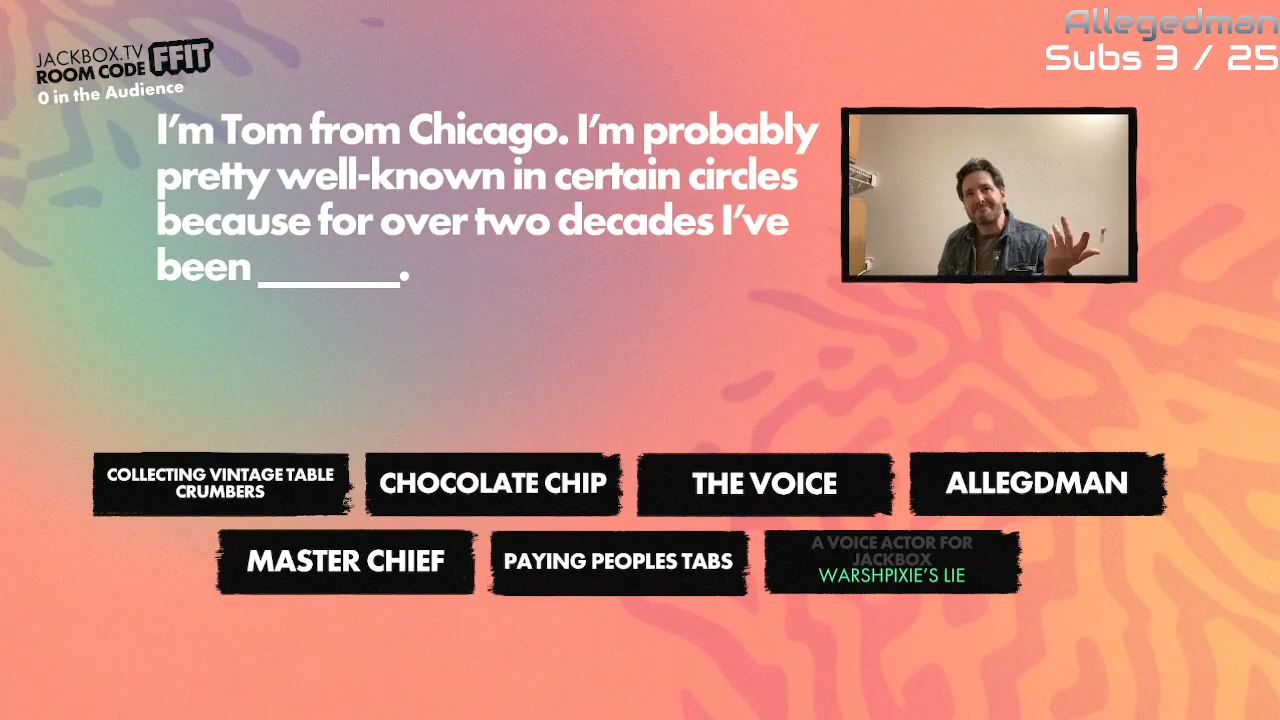 Allegedman
Subs 3 / 25
JACKBOX.TV
ROOM CODE FFIT
0 in the Audience
I'm Tom from Chicago. I'm probably
pretty well-known in certain circles
because for over two decades I've
been ______.
COLLECTING VINTAGE TABLE
CRUMBERS
CHOCOLATE CHIP
THE VOICE
ALLEGDMAN
MASTER CHIEF
PAYING PEOPLES TABS
A VOICE ACTOR FOR
JACKBOX
WARSHPIXIE'S LIE